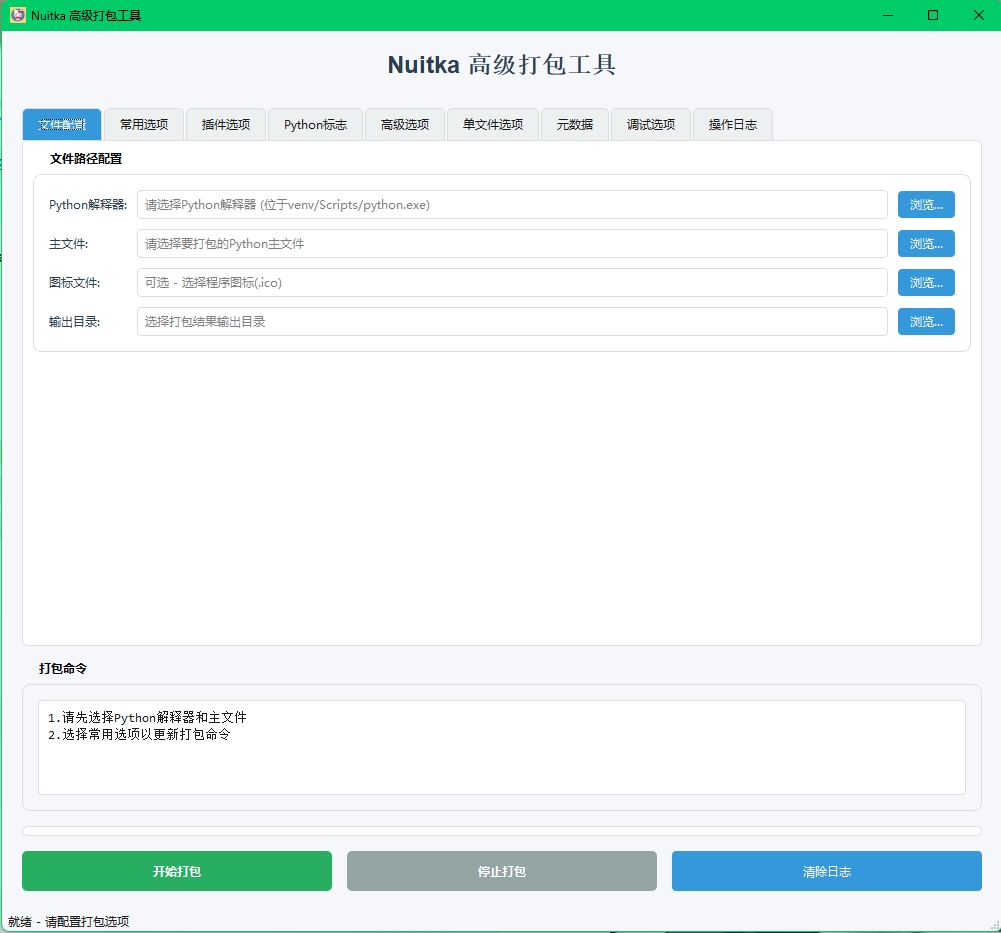 Nuitka 高级打包工具
Nuitka 高级打包工具
文件配置 常用选项 插件选项 Python标志 高级选项 单文件选项 元数据 调试选项 操作日志
文件路径配置
Python解释器: 请选择Python解释器 (位于venv/Scripts/python.exe) 浏览...
主文件: 请选择要打包的Python主文件 浏览...
图标文件: 可选 - 选择程序图标(.ico) 浏览...
输出目录: 选择打包结果输出目录 浏览...
打包命令
1.请先选择Python解释器和主文件
2.选择常用选项以更新打包命令
开始打包 停止打包 清除日志
就绪 - 请配置打包选项